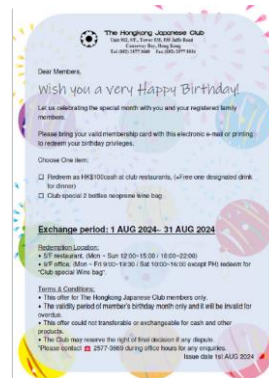 The Hongkong Japanese Club
Dear Members,
Wish you a very Happy Birthday!
Let us celebrating the special month with you and your registered family
members.
Please bring your valid membership card with this electronic e-mail or printing
to redeem your birthday privileges.
Choose One item:
☐ Redeem as HK$100cash at club restaurants, (+Free one designated drink
for dinner)
☐ Club special 2 bottles neoprene wine bag
Exchange period: 1 AUG 2024- 31 AUG 2024
Redemption Location:
• 5/F restaurant, (Mon ~ Sun 12:00-15:00 / 18:00-22:00)
• 6/F office, (Mon ~ Fri 9:00-19:30 / Sat 10:00-16:00 except PH) redeem for
"Club special Wine bag".
Terms & Conditions:
• This offer for The Hongkong Japanese Club members only.
• The validity period of member's birthday month only and it will be invalid for
overdue.
• This offer could not transferable or exchangeable for cash and other
products.
• The Club may reserve the right of final decision if any dispute.
*Please contact ☎ 2577-3669 during office hours for any enquiries.
Issue date 1st AUG 2024